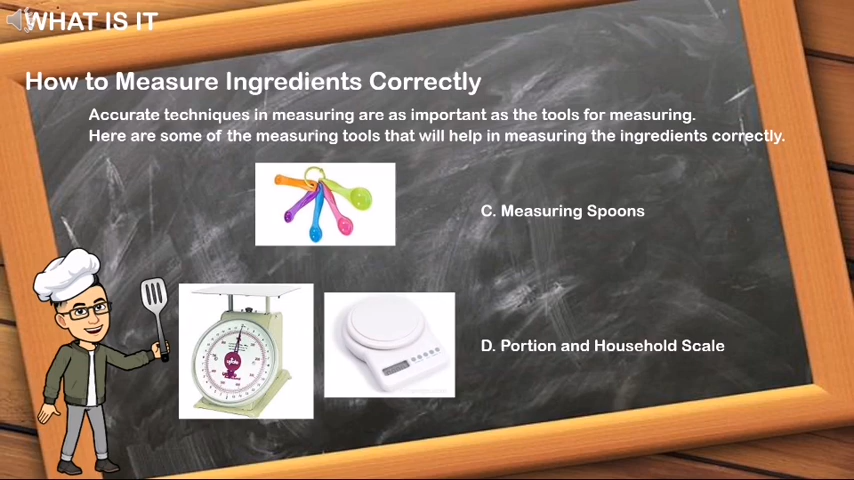 WHAT IS IT
How to Measure Ingredients Correctly
Accurate techniques in measuring are as important as the tools for measuring.
Here are some of the measuring tools that will help in measuring the ingredients correctly.
C. Measuring Spoons
D. Portion and Household Scale